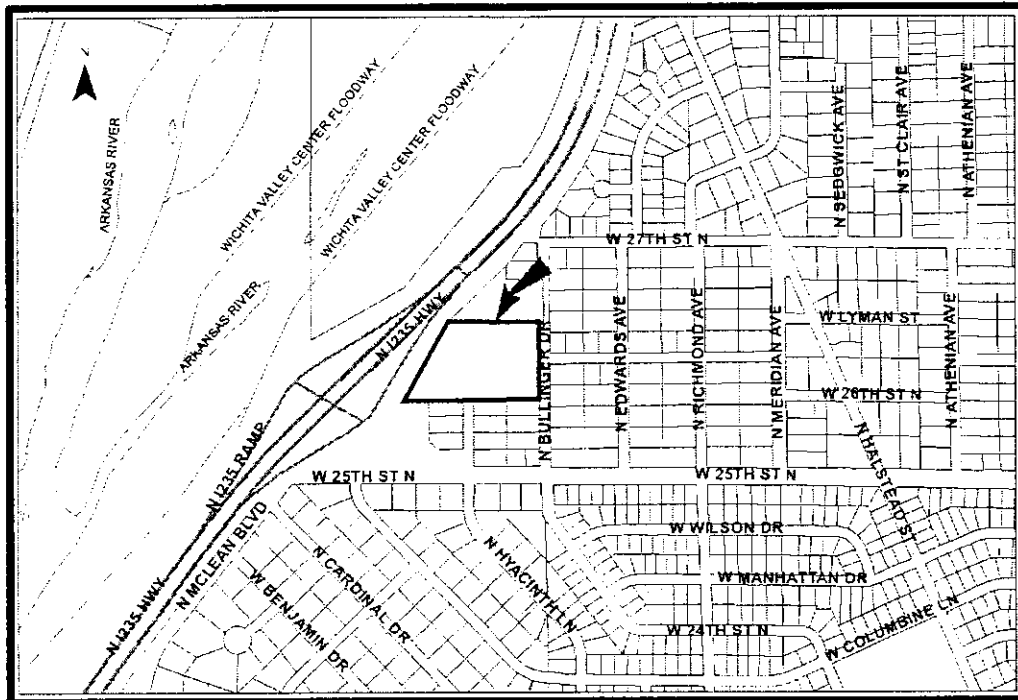 ARKANSAS RIVER
WICHITA VALLEY CENTER FLOODWAY
WICHITA VALLEY CENTER FLOODWAY
ARKANSAS RIVER
N SEDGWICK AVE
N ST CLAIR AVE
N ATHENIAN AVE
W 27TH ST N
N I235 HWY
N BULLINGER DR
N EDWARDS AVE
N RICHMOND AVE
N MERIDIAN AVE
W LYMAN ST
N ATHENIAN AVE
W 26TH ST N
N HALSTEAD ST
N I235 RAMP
W 25TH ST N
W 25TH ST N
N MCLEAN BLVD
N I235 HWY
W WILSON DR
N HYACINTH LN
N CARDINAL DR
W BENJAMIN DR
W MANHATTAN DR
W 24TH ST N
W COLUMBINE LN